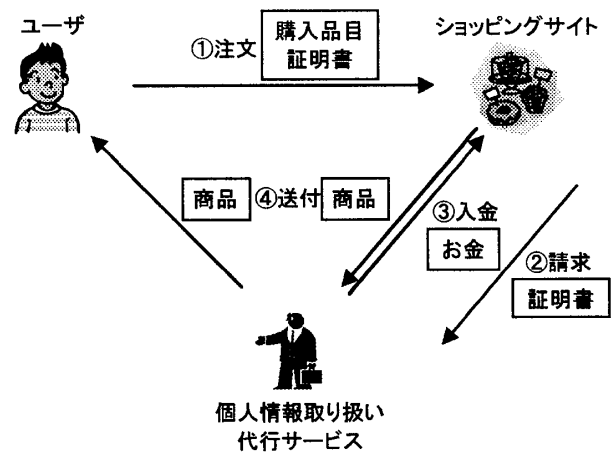 ユーザ
ショッピングサイト
①注文
購入品目
証明書
商品
④送付
商品
③入金
お金
②請求
証明書
個人情報取り扱い
代行サービス